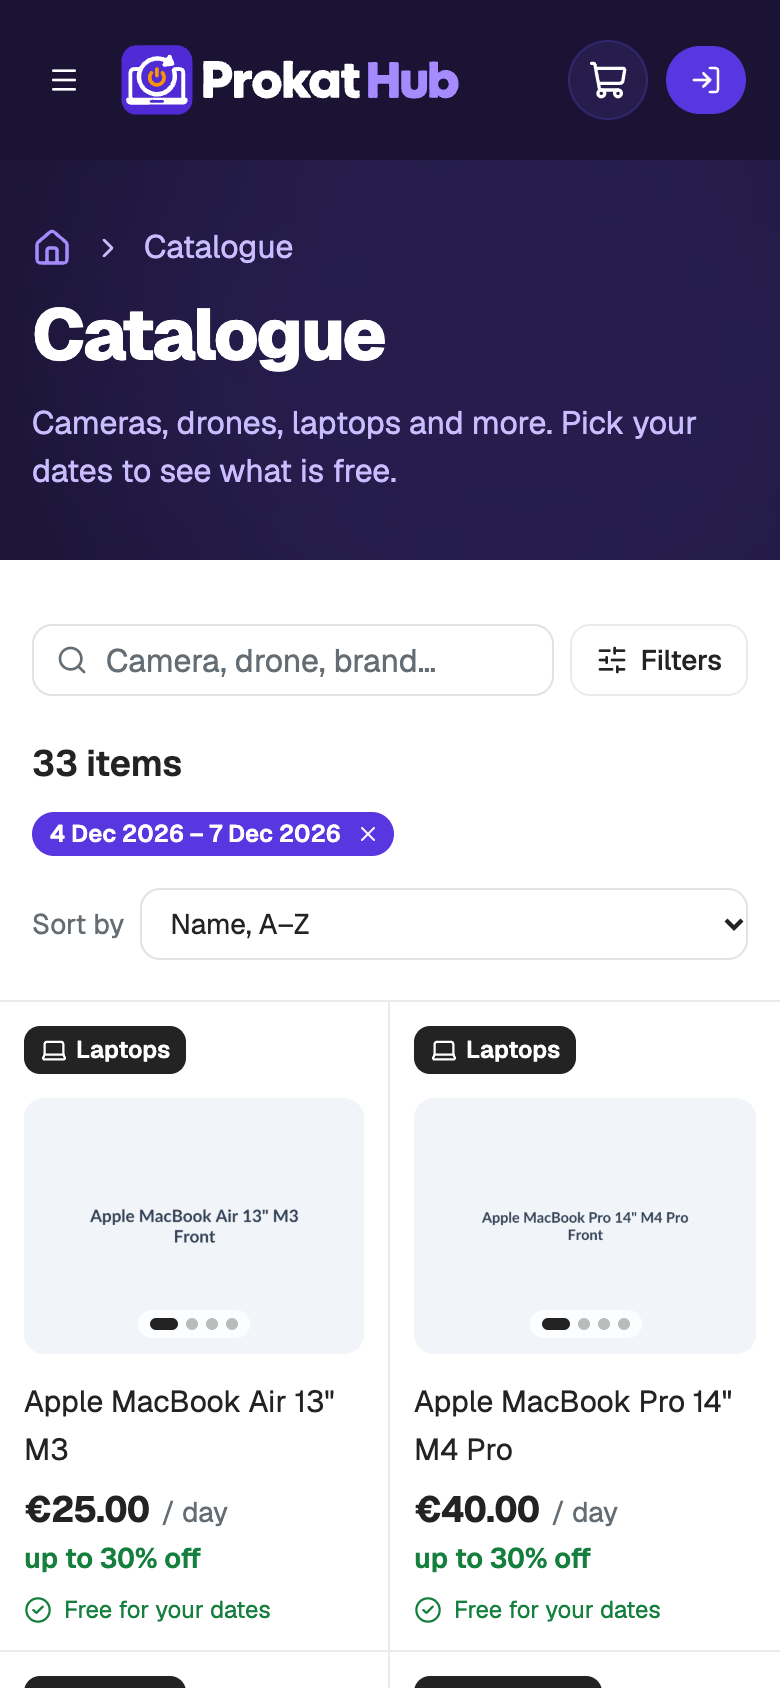 Prokat Hub
Catalogue
Catalogue
Cameras, drones, laptops and more. Pick your
dates to see what is free.
Camera, drone, brand...
Filters
33 items
4 Dec 2026 – 7 Dec 2026
Sort by
Name, A–Z
Laptops
Apple MacBook Air 13" M3
Front
Apple MacBook Air 13"
M3
€25.00 / day
up to 30% off
Free for your dates
Laptops
Apple MacBook Pro 14" M4 Pro
Front
Apple MacBook Pro 14"
M4 Pro
€40.00 / day
up to 30% off
Free for your dates